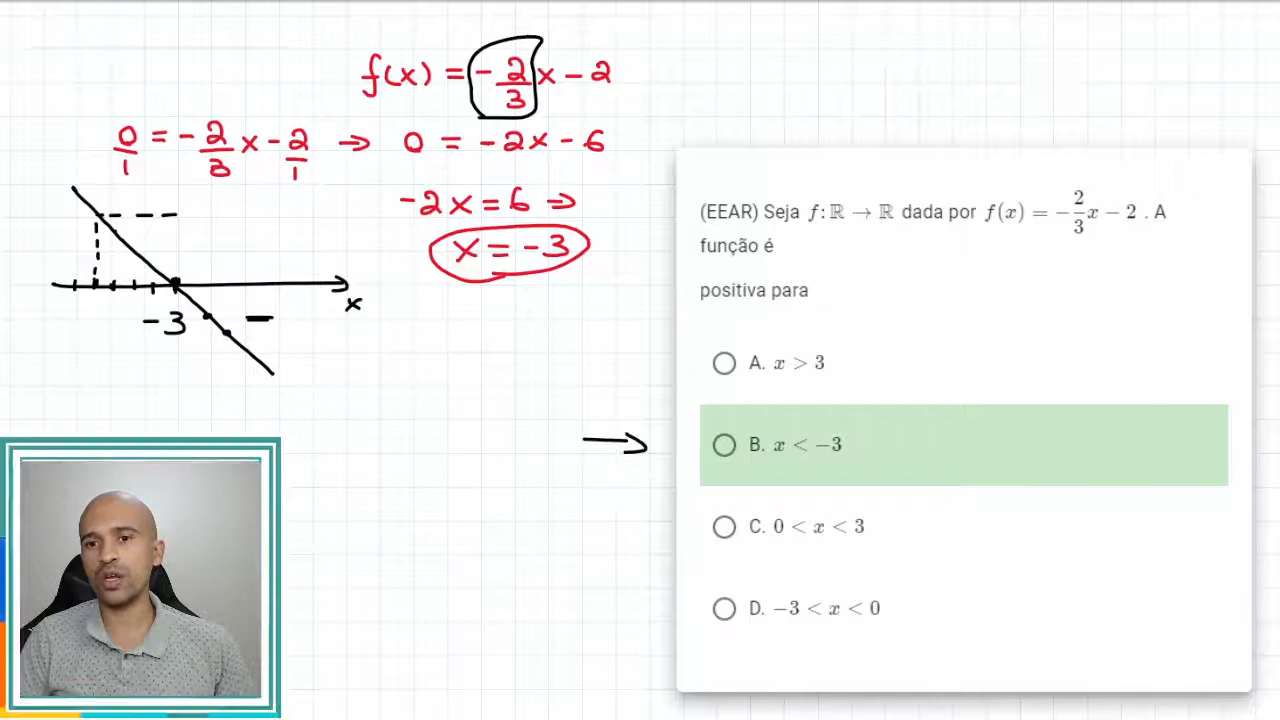 f(x) = -2/3 x - 2
0/1 = -2/3 x - 2/1 → 0 = -2x - 6
-2x = 6 →
x = -3
x
-3 –
(EEAR) Seja f: ℝ → ℝ dada por f(x) = -2/3 x - 2 . A
função é
positiva para
A. x > 3
B. x < -3
C. 0 < x < 3
D. -3 < x < 0